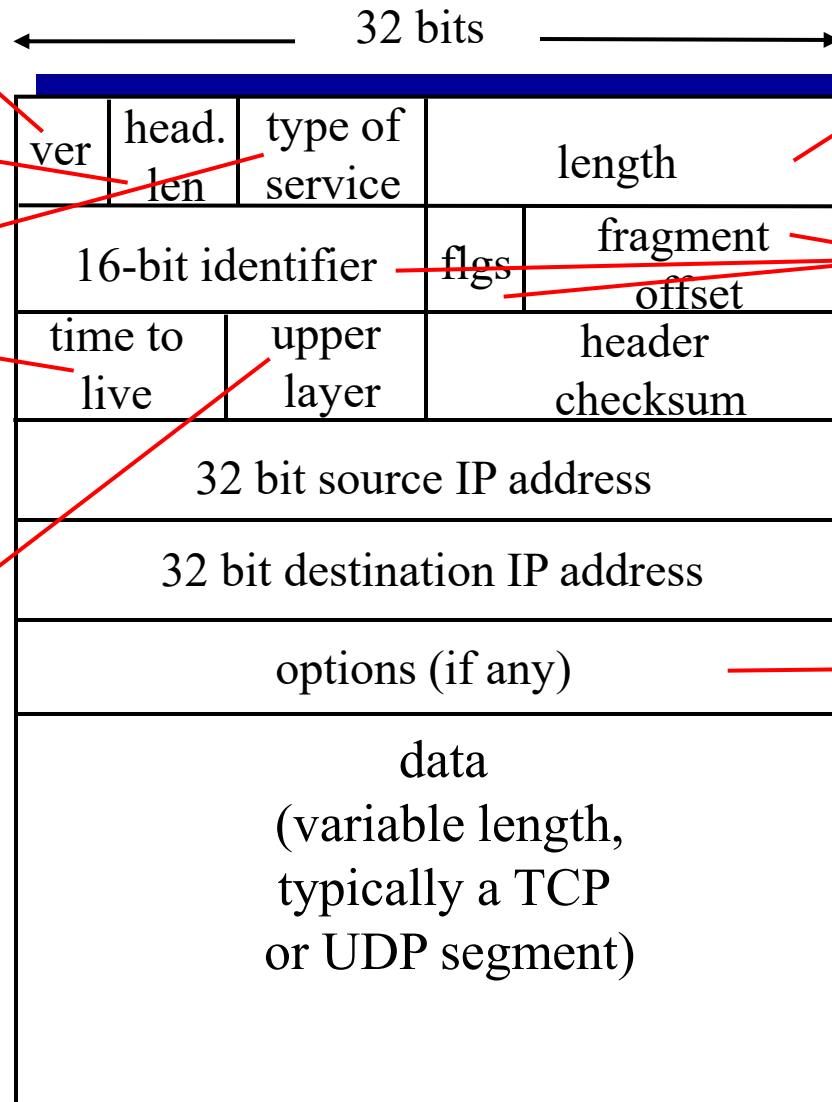 32 bits
ver
head.
len
type of
service
length
16-bit identifier
flgs
fragment
offset
time to
live
upper
layer
header
checksum
32 bit source IP address
32 bit destination IP address
options (if any)
data
(variable length,
typically a TCP
or UDP segment)